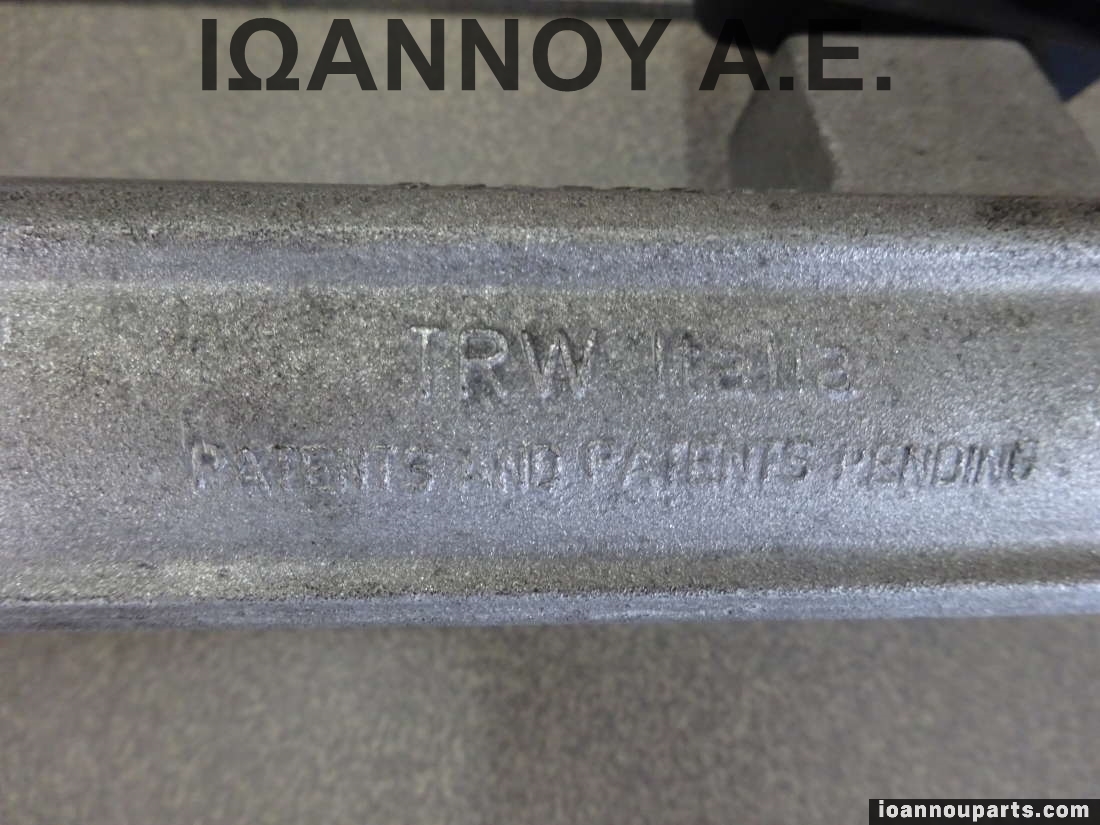 ΙΩΑΝΝΟΥ Α.Ε.
TRW Italia
PATENTS AND PATENTS PENDING
ioannouparts.com